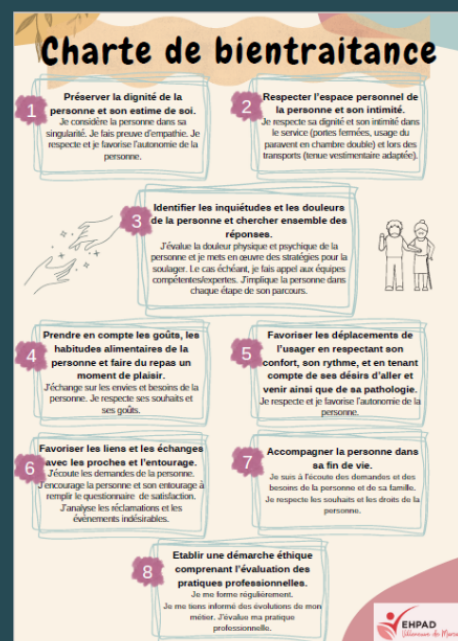 Charte de bientraitance
1
Préserver la dignité de la
personne et son estime de soi.
Je considère la personne dans sa
singularité. Je fais preuve d'empathie. Je
respecte et je favorise l'autonomie de la
personne.
2
Respecter l'espace personnel de
la personne et son intimité.
Je respecte sa dignité et son intimité dans
le service (portes fermées, usage du
paravent en chambre double) et lors des
transports (tenue vestimentaire adaptée).
3
Identifier les inquiétudes et les douleurs
de la personne et chercher ensemble des
réponses.
J'évalue la douleur physique et psychique de la
personne et je mets en œuvre des stratégies pour la
soulager. Le cas échéant, je fais appel aux équipes
compétentes/expertes. J'implique la personne dans
chaque étape de son parcours.
4
Prendre en compte les goûts, les
habitudes alimentaires de la
personne et faire du repas un
moment de plaisir.
J'échange sur les envies et besoins de la
personne. Je respecte ses souhaits et
ses goûts.
5
Favoriser les déplacements de
l'usager en respectant son
confort, son rythme, et en tenant
compte de ses désirs d'aller et
venir ainsi que de sa pathologie.
Je respecte et je favorise l'autonomie de la
personne.
6
Favoriser les liens et les échanges
avec les proches et l'entourage.
J'écoute les demandes de la personne.
J'encourage la personne et son entourage à
remplir le questionnaire de satisfaction.
J'analyse les réclamations et les
évènements indésirables.
7
Accompagner la personne dans
sa fin de vie.
Je suis à l'écoute des demandes et des
besoins de la personne et de sa famille.
Je respecte les souhaits et les droits de la
personne.
8
Etablir une démarche éthique
comprenant l'évaluation des
pratiques professionnelles.
Je me forme régulièrement.
Je me tiens informé des évolutions de mon
métier. J'évalue ma pratique
professionnelle.
EHPAD
Villeneuve de